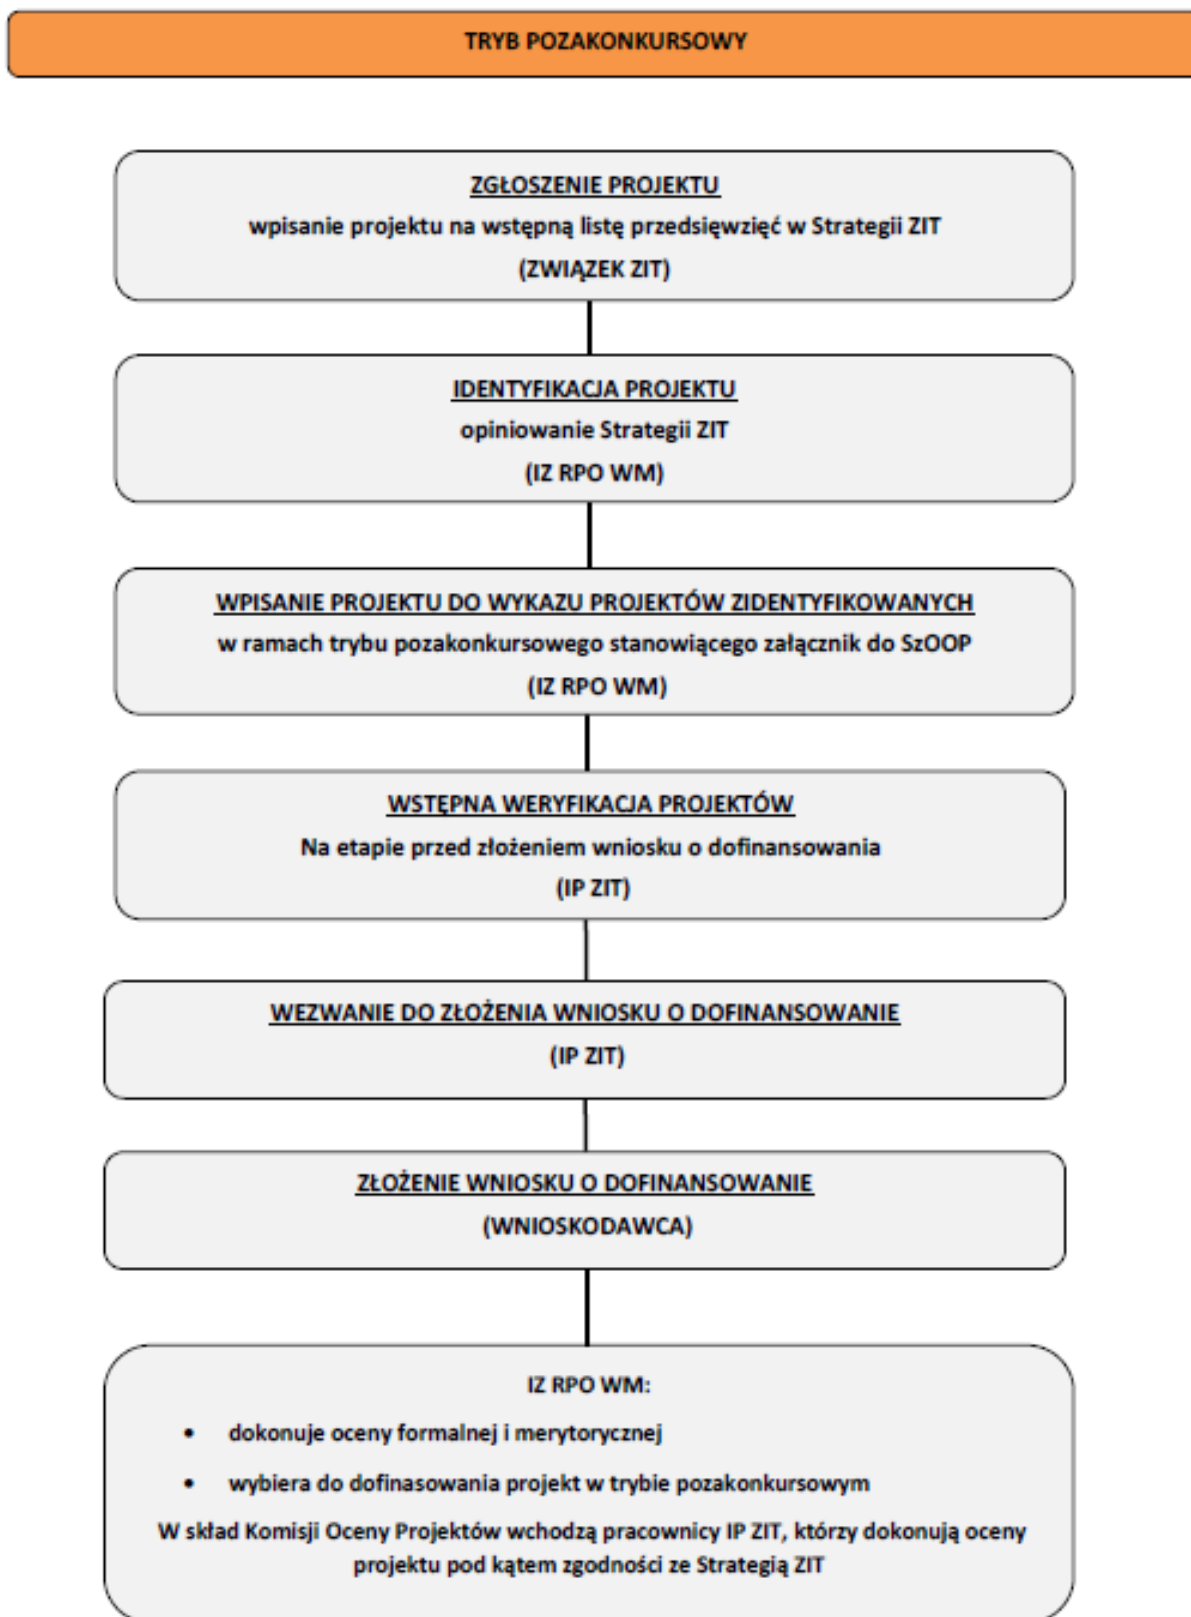 TRYB POZAKONKURSOWY
ZGŁOSZENIE PROJEKTU
wpisanie projektu na wstępną listę przedsięwzięć w Strategii ZIT
(ZWIĄZEK ZIT)
IDENTYFIKACJA PROJEKTU
opiniowanie Strategii ZIT
(IZ RPO WM)
WPISANIE PROJEKTU DO WYKAZU PROJEKTÓW ZIDENTYFIKOWANYCH
w ramach trybu pozakonkursowego stanowiącego załącznik do SzOOP
(IZ RPO WM)
WSTĘPNA WERYFIKACJA PROJEKTÓW
Na etapie przed złożeniem wniosku o dofinansowania
(IP ZIT)
WEZWANIE DO ZŁOŻENIA WNIOSKU O DOFINANSOWANIE
(IP ZIT)
ZŁOŻENIE WNIOSKU O DOFINANSOWANIE
(WNIOSKODAWCA)
IZ RPO WM:
• dokonuje oceny formalnej i merytorycznej
• wybiera do dofinasowania projekt w trybie pozakonkursowym
W skład Komisji Oceny Projektów wchodzą pracownicy IP ZIT, którzy dokonują oceny
projektu pod kątem zgodności ze Strategią ZIT